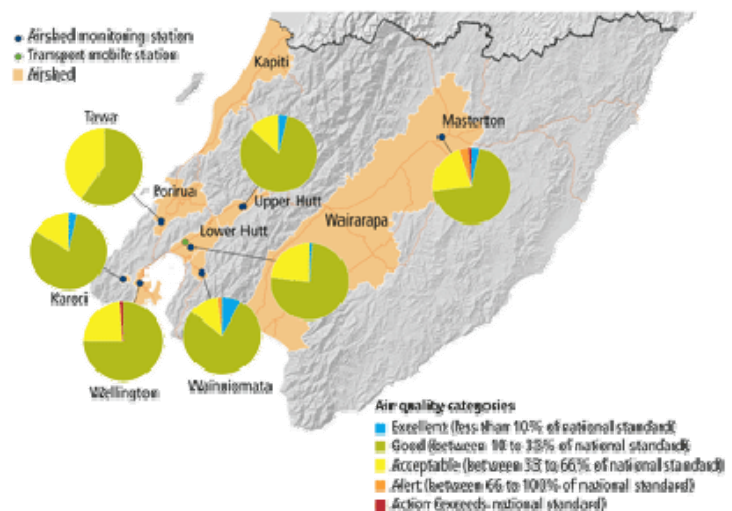 Airshed monitoring station
Transport mobile station
Airshed
Kapiti
Tawa
Masterton
Porirua
Upper Hutt
Lower Hutt
Wairarapa
Karori
Wellington
Wainuiomata
Air quality categories
Excellent (less than 10% of national standard)
Good (between 10 to 33% of national standard)
Acceptable (between 33 to 66% of national standard)
Alert (between 66 to 100% of national standard)
Action (exceeds national standard)